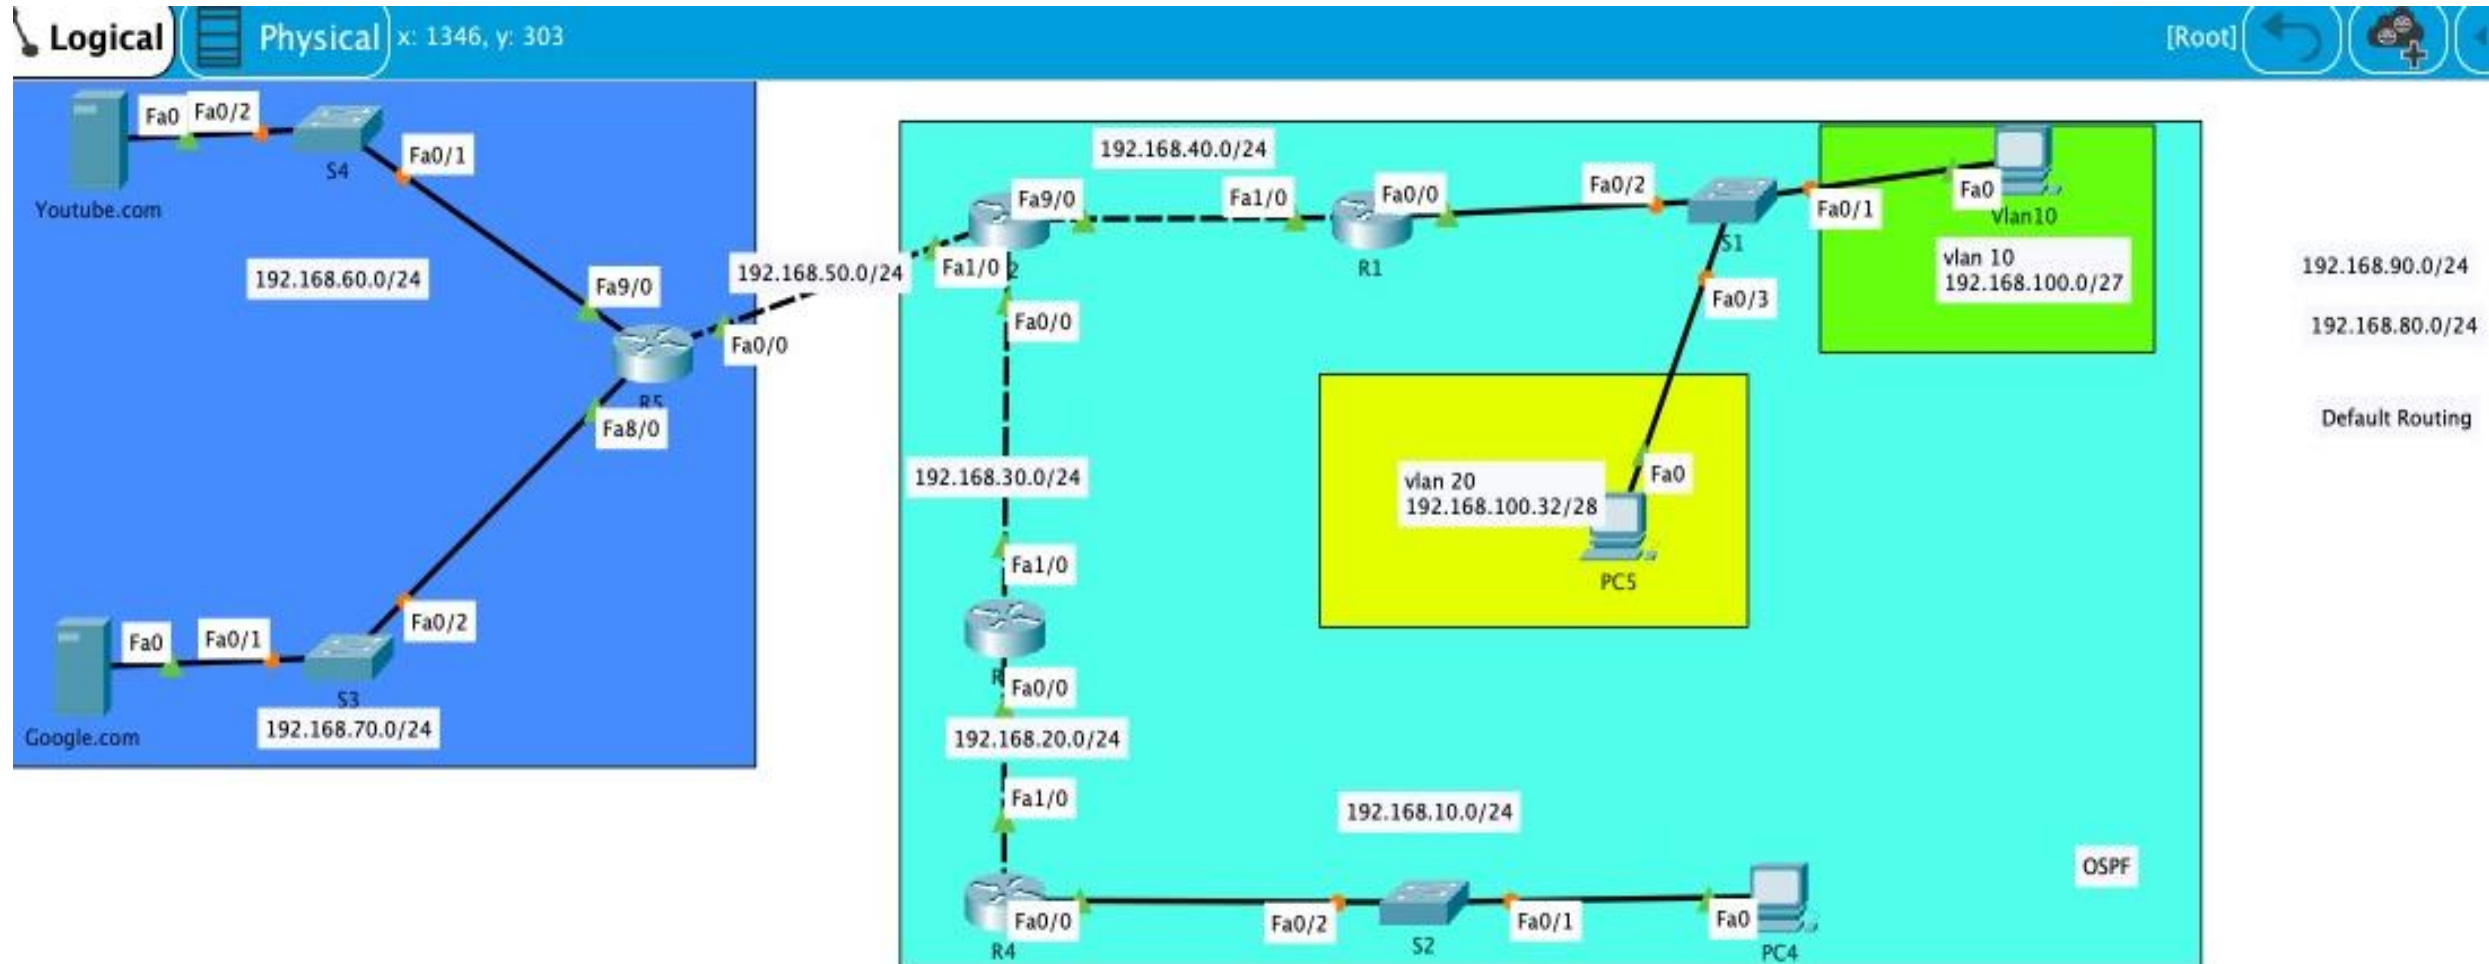 Logical
Physical
x: 1346, y: 303
[Root]
Fa0
Fa0/2
S4
Fa0/1
Youtube.com
192.168.60.0/24
Fa9/0
192.168.50.0/24
Fa0/0
R5
Fa8/0
Fa0/2
Fa0
Fa0/1
S3
192.168.70.0/24
Google.com
192.168.40.0/24
Fa9/0
Fa1/0
2
Fa0/0
Fa1/0
R1
Fa0/0
Fa0/2
S1
Fa0/1
Fa0/3
Fa0
Vlan10
vlan 10
192.168.100.0/27
192.168.90.0/24
192.168.80.0/24
Default Routing
vlan 20
192.168.100.32/28
Fa0
PC5
192.168.30.0/24
Fa1/0
R
Fa0/0
192.168.20.0/24
Fa1/0
R4
Fa0/0
192.168.10.0/24
Fa0/2
S2
Fa0/1
Fa0
PC4
OSPF